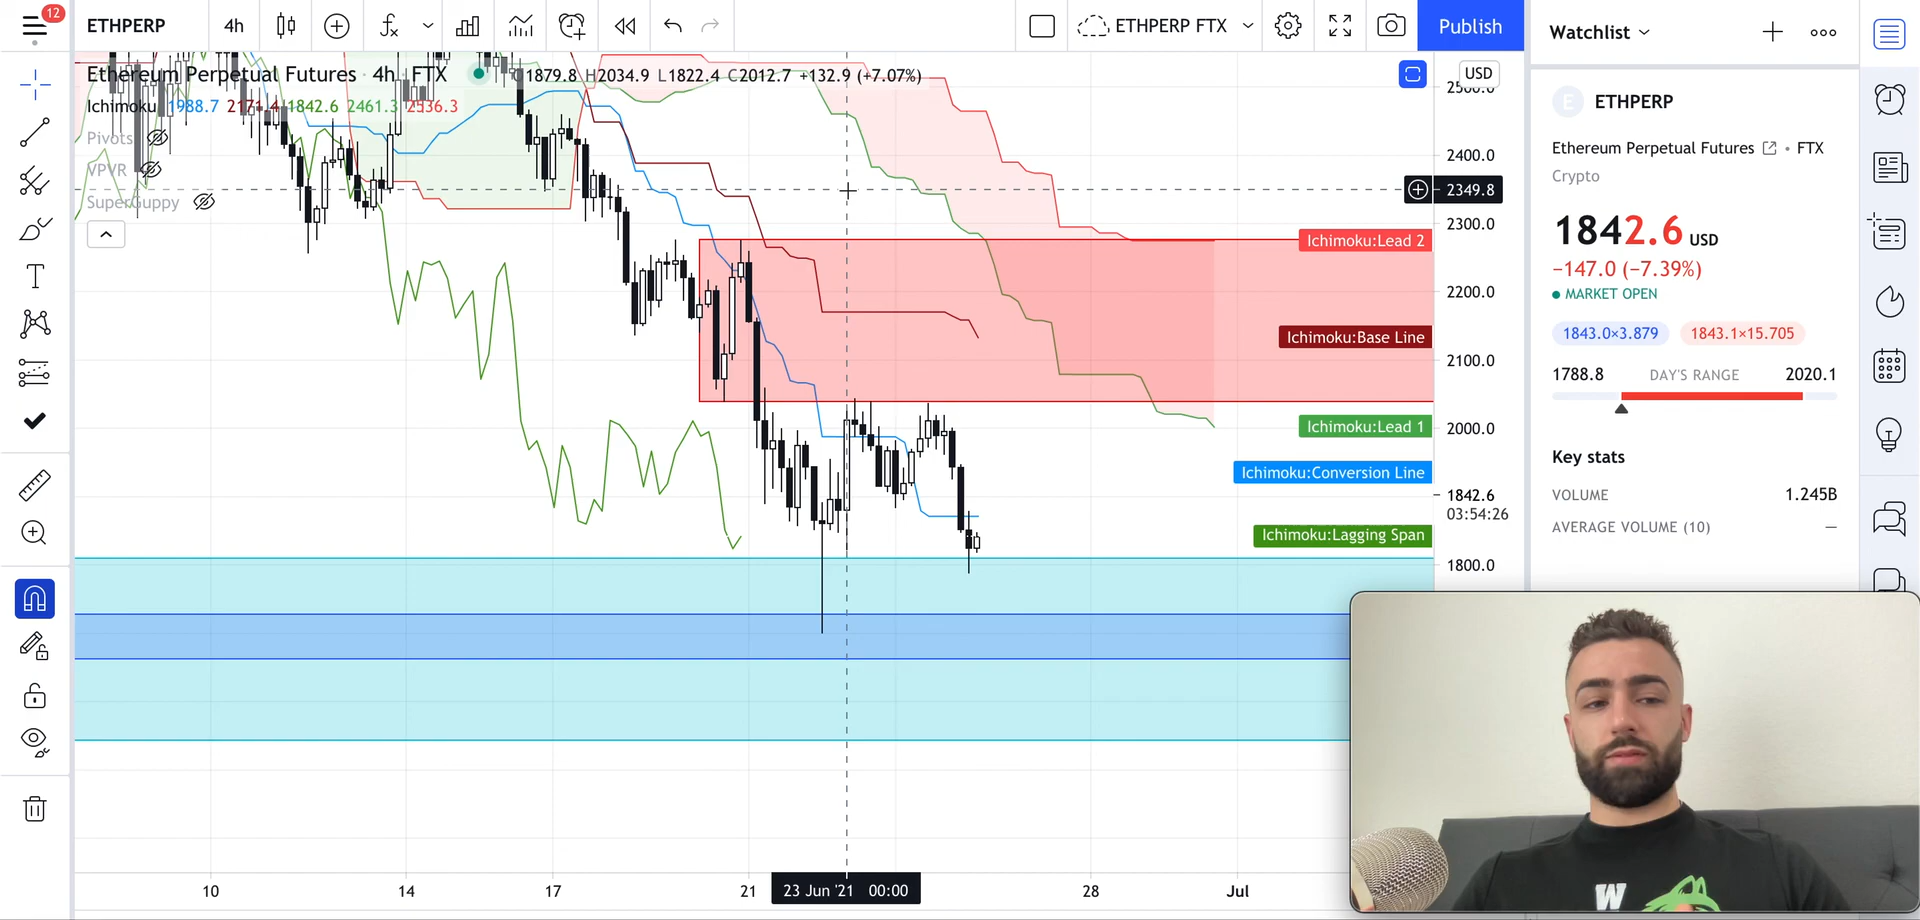 12
ETHPERP
4h
ETHPERP FTX
Publish
Watchlist
Ethereum Perpetual Futures · 4h · FTX
O1879.8 H2034.9 L1822.4 C2012.7 +132.9 (+7.07%)
USD
Ichimoku 1988.7 2171.4 1842.6 2461.3 2536.3
Pivots
VPVR
SuperGuppy
2500.0
2400.0
2349.8
2300.0
2200.0
2100.0
2000.0
1842.6
03:54:26
1800.0
Ichimoku:Lead 2
Ichimoku:Base Line
Ichimoku:Lead 1
Ichimoku:Conversion Line
Ichimoku:Lagging Span
10
14
17
21
23 Jun '21 00:00
28
Jul
E
ETHPERP
Ethereum Perpetual Futures • FTX
Crypto
1842.6 USD
−147.0 (−7.39%)
MARKET OPEN
1843.0×3.879
1843.1×15.705
1788.8 DAY'S RANGE 2020.1
Key stats
VOLUME 1.245B
AVERAGE VOLUME (10) —
W